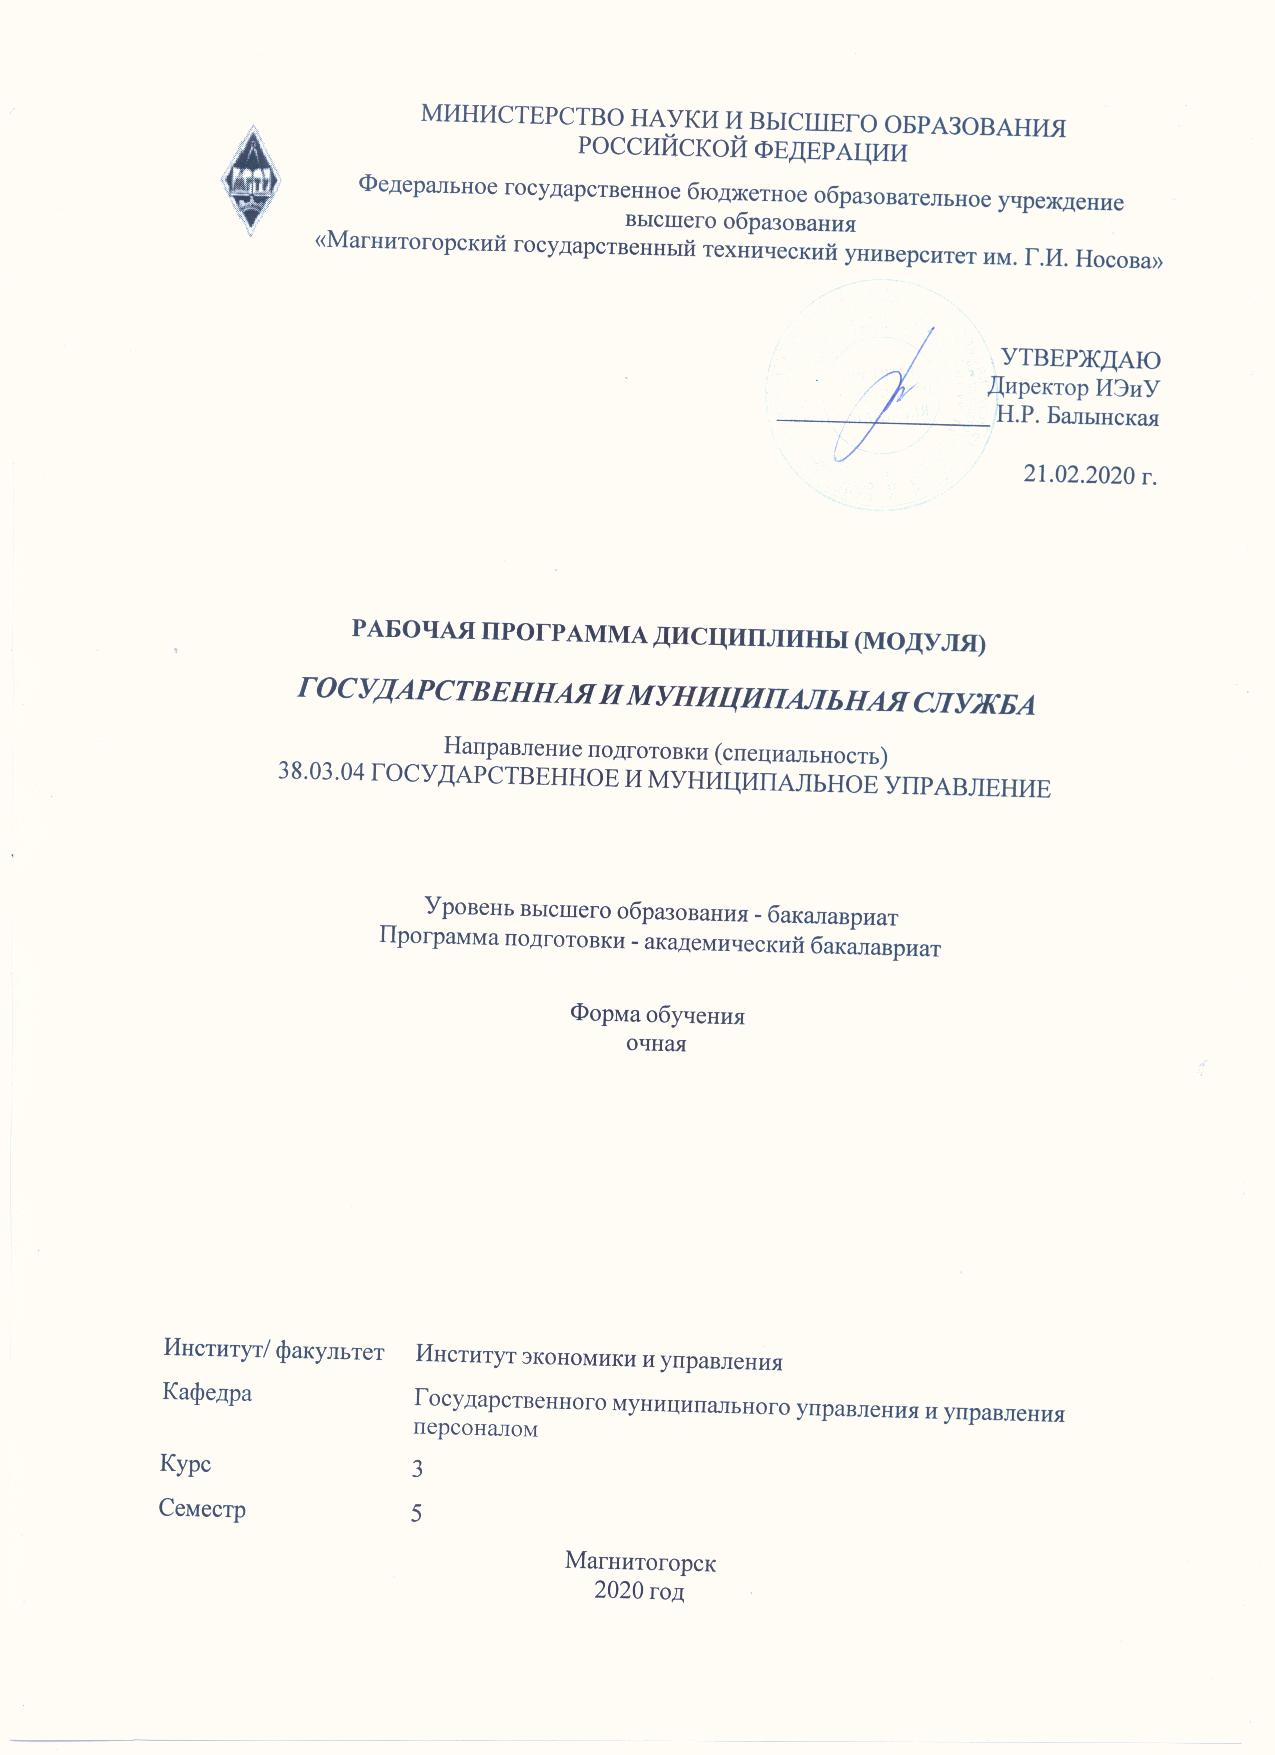 МИНИСТЕРСТВО НАУКИ И ВЫСШЕГО ОБРАЗОВАНИЯ
РОССИЙСКОЙ ФЕДЕРАЦИИ
МГТУ
Федеральное государственное бюджетное образовательное учреждение
высшего образования
«Магнитогорский государственный технический университет им. Г.И. Носова»
УТВЕРЖДАЮ
Директор ИЭиУ
Н.Р. Балынская
21.02.2020 г.
РАБОЧАЯ ПРОГРАММА ДИСЦИПЛИНЫ (МОДУЛЯ)
ГОСУДАРСТВЕННАЯ И МУНИЦИПАЛЬНАЯ СЛУЖБА
Направление подготовки (специальность)
38.03.04 ГОСУДАРСТВЕННОЕ И МУНИЦИПАЛЬНОЕ УПРАВЛЕНИЕ
Уровень высшего образования - бакалавриат
Программа подготовки - академический бакалавриат
Форма обучения
очная
Институт/ факультет Институт экономики и управления
Кафедра Государственного муниципального управления и управления
персоналом
Курс 3
Семестр 5
Магнитогорск
2020 год